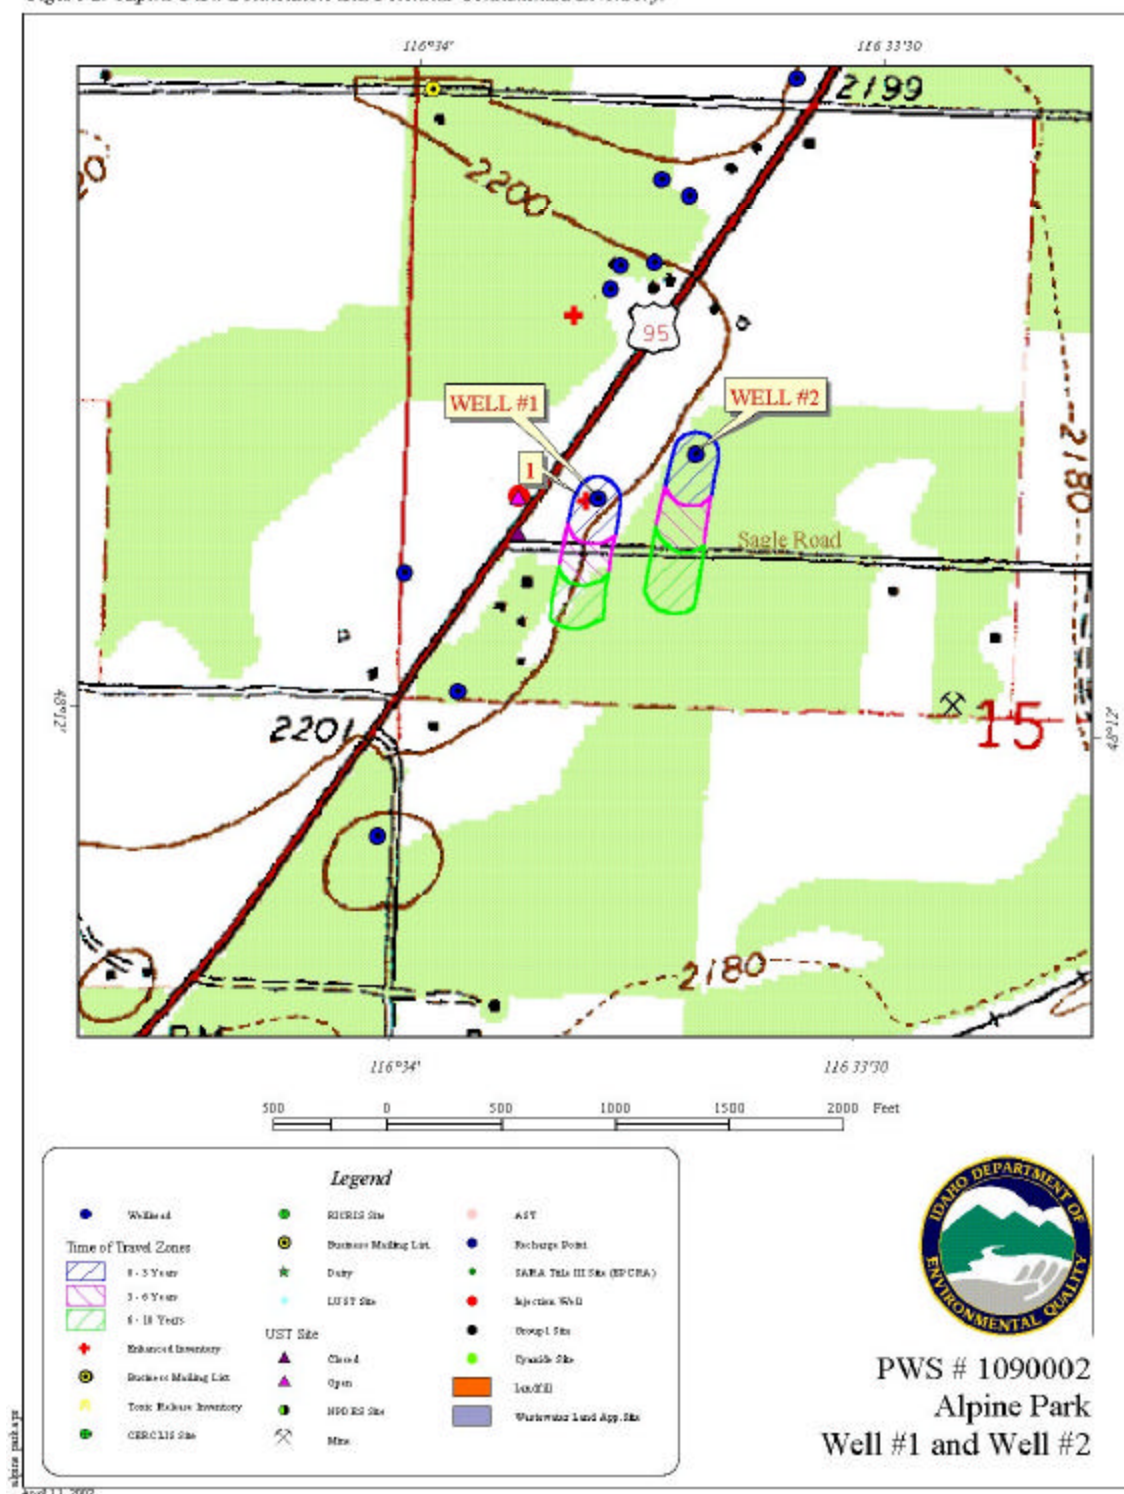 116°34'
116 33'30
2199
20
2200
95
WELL #1
WELL #2
1
2180
Sagle Road
48°12'
48°12'
2201
15
2180
116°34'
116 33'30
500 0 500 1000 1500 2000 Feet
Legend
Wellhead
Time of Travel Zones
0 - 3 Years
3 - 6 Years
6 - 10 Years
Enhanced Inventory
Business Mailing List
Toxic Release Inventory
CERCLIS Site
RICRIS Site
Business Mailing List
Dairy
LUST Site
UST Site
Closed
Open
NPDES Site
Mine
AST
Recharge Point
SARA Title III Site (EPCRA)
Injection Well
Group1 Site
Cyanide Site
Landfill
Wastewater Land App. Site
IDAHO DEPARTMENT OF
ENVIRONMENTAL QUALITY
PWS # 1090002
Alpine Park
Well #1 and Well #2